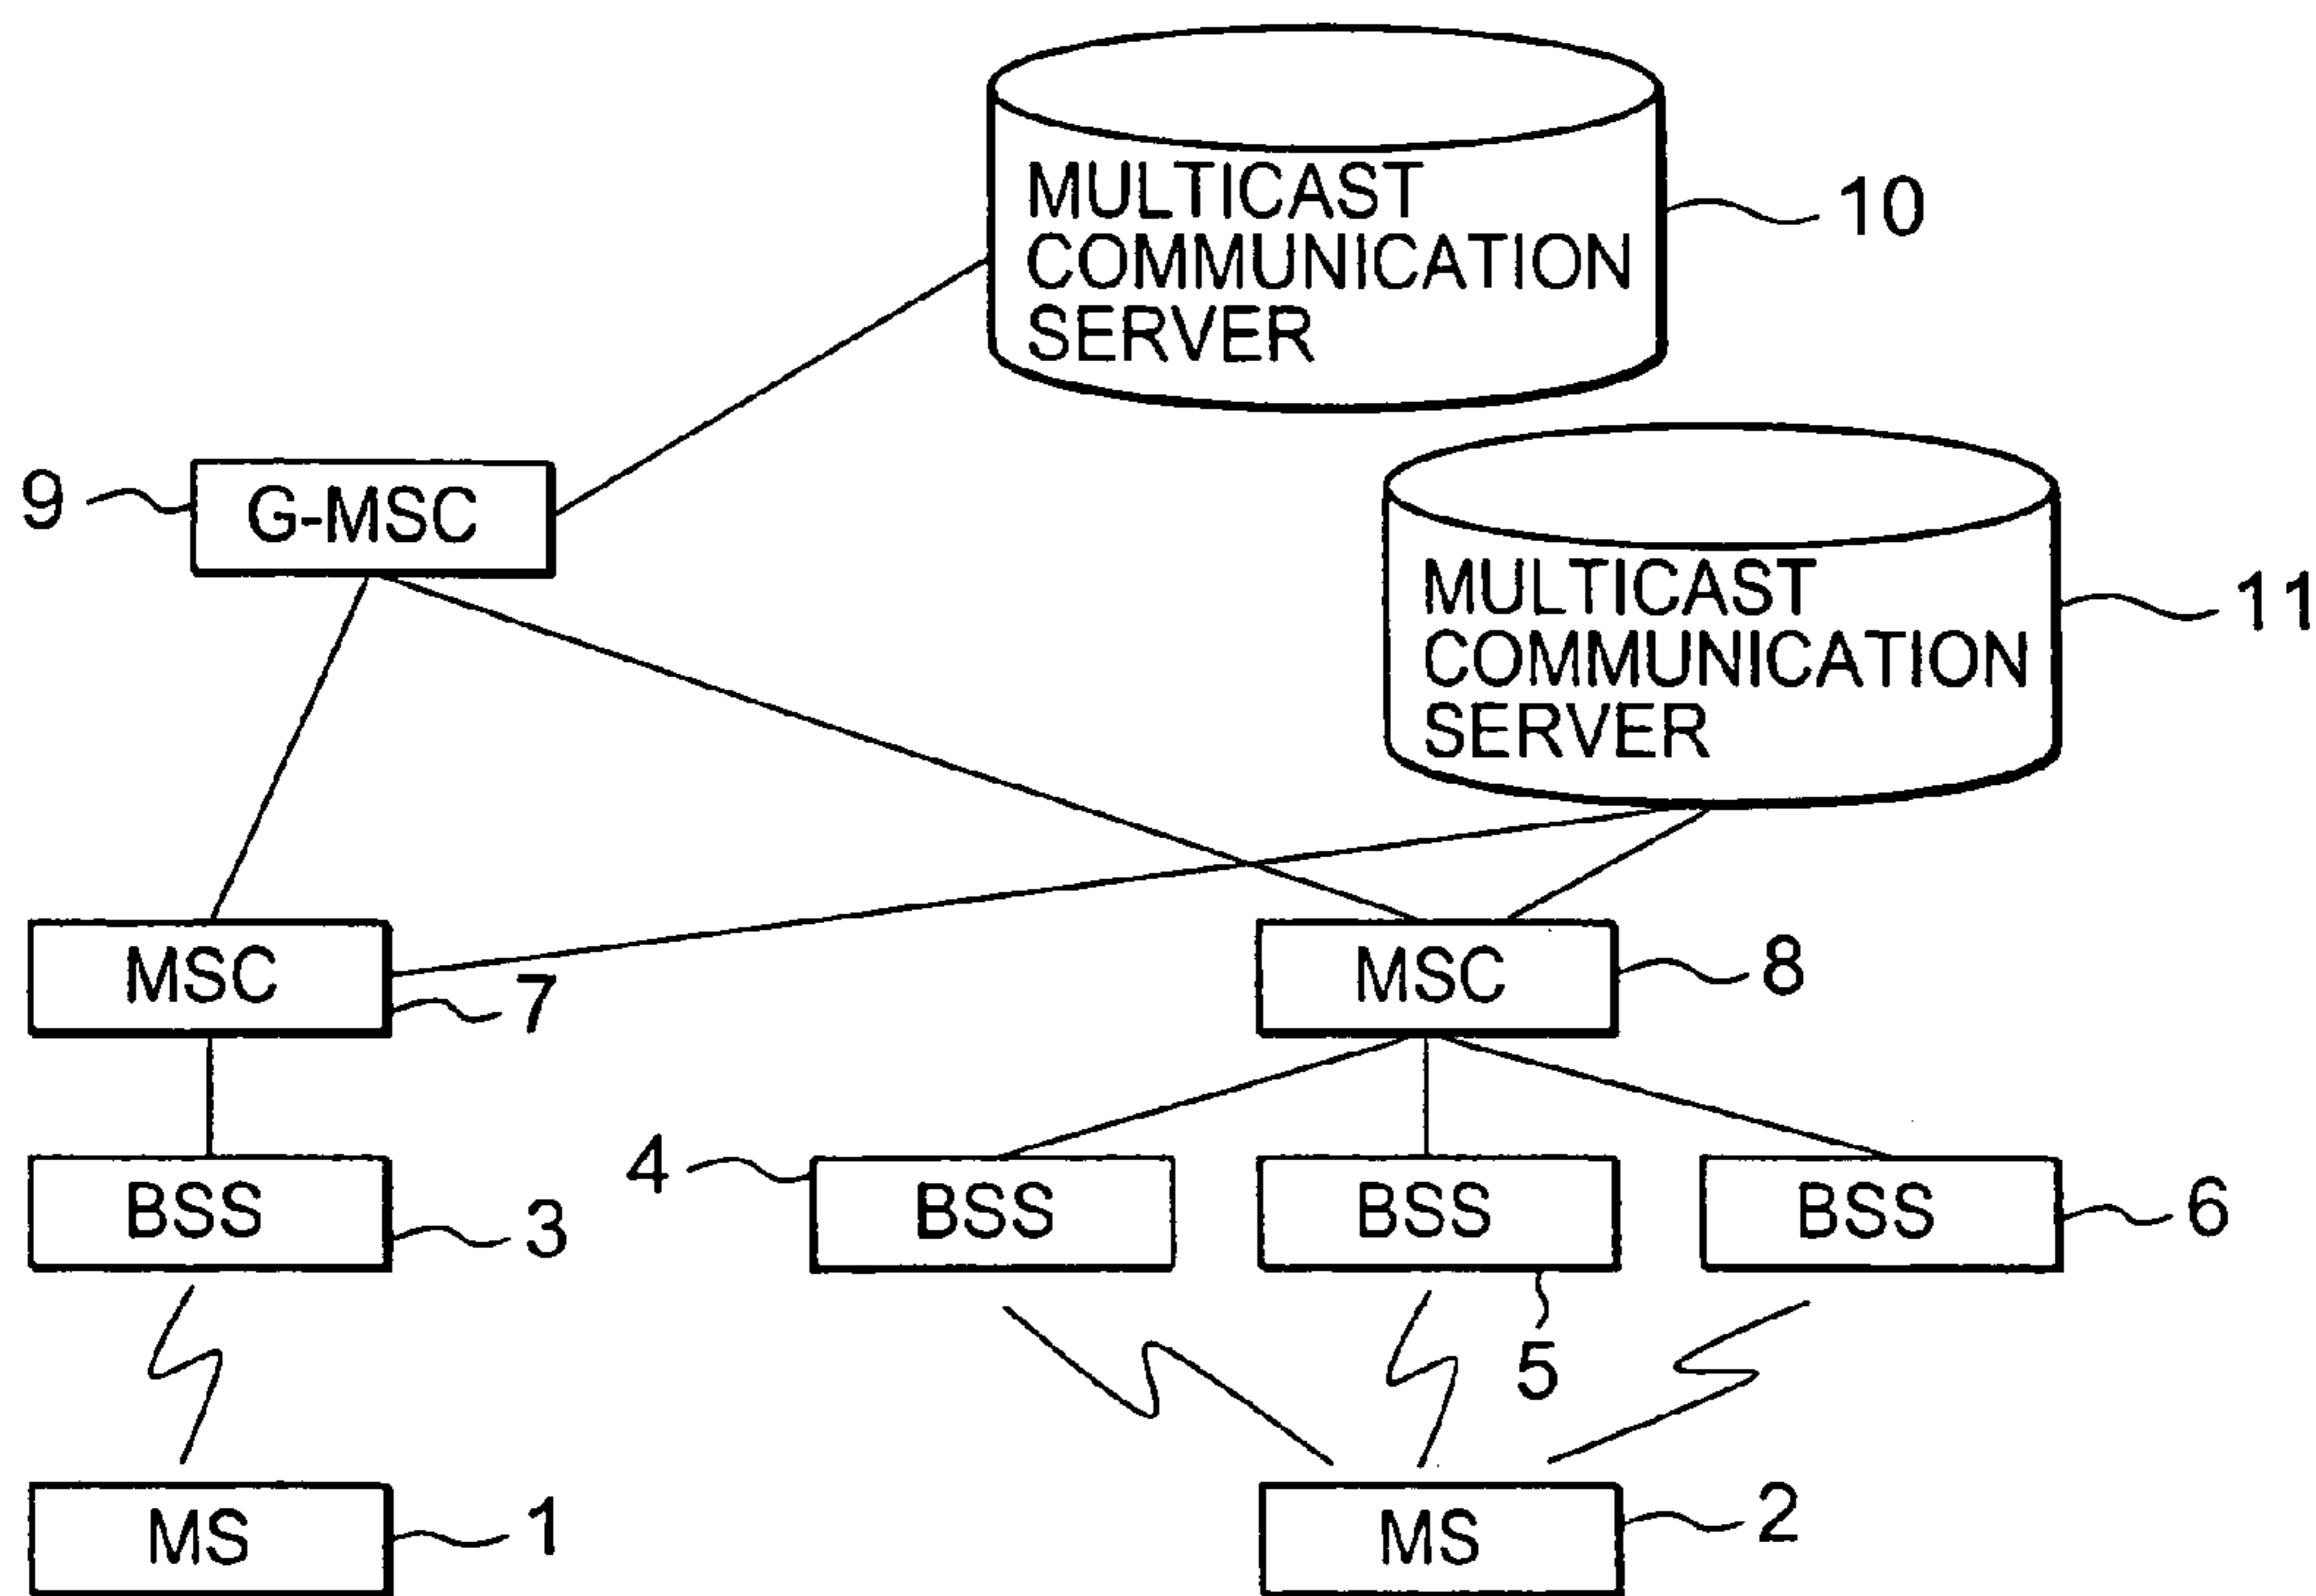 MULTICAST
COMMUNICATION
SERVER
10
9
G-MSC
MULTICAST
COMMUNICATION
SERVER
11
MSC
7
MSC
8
BSS
3
4
BSS
BSS
5
BSS
6
MS
1
MS
2